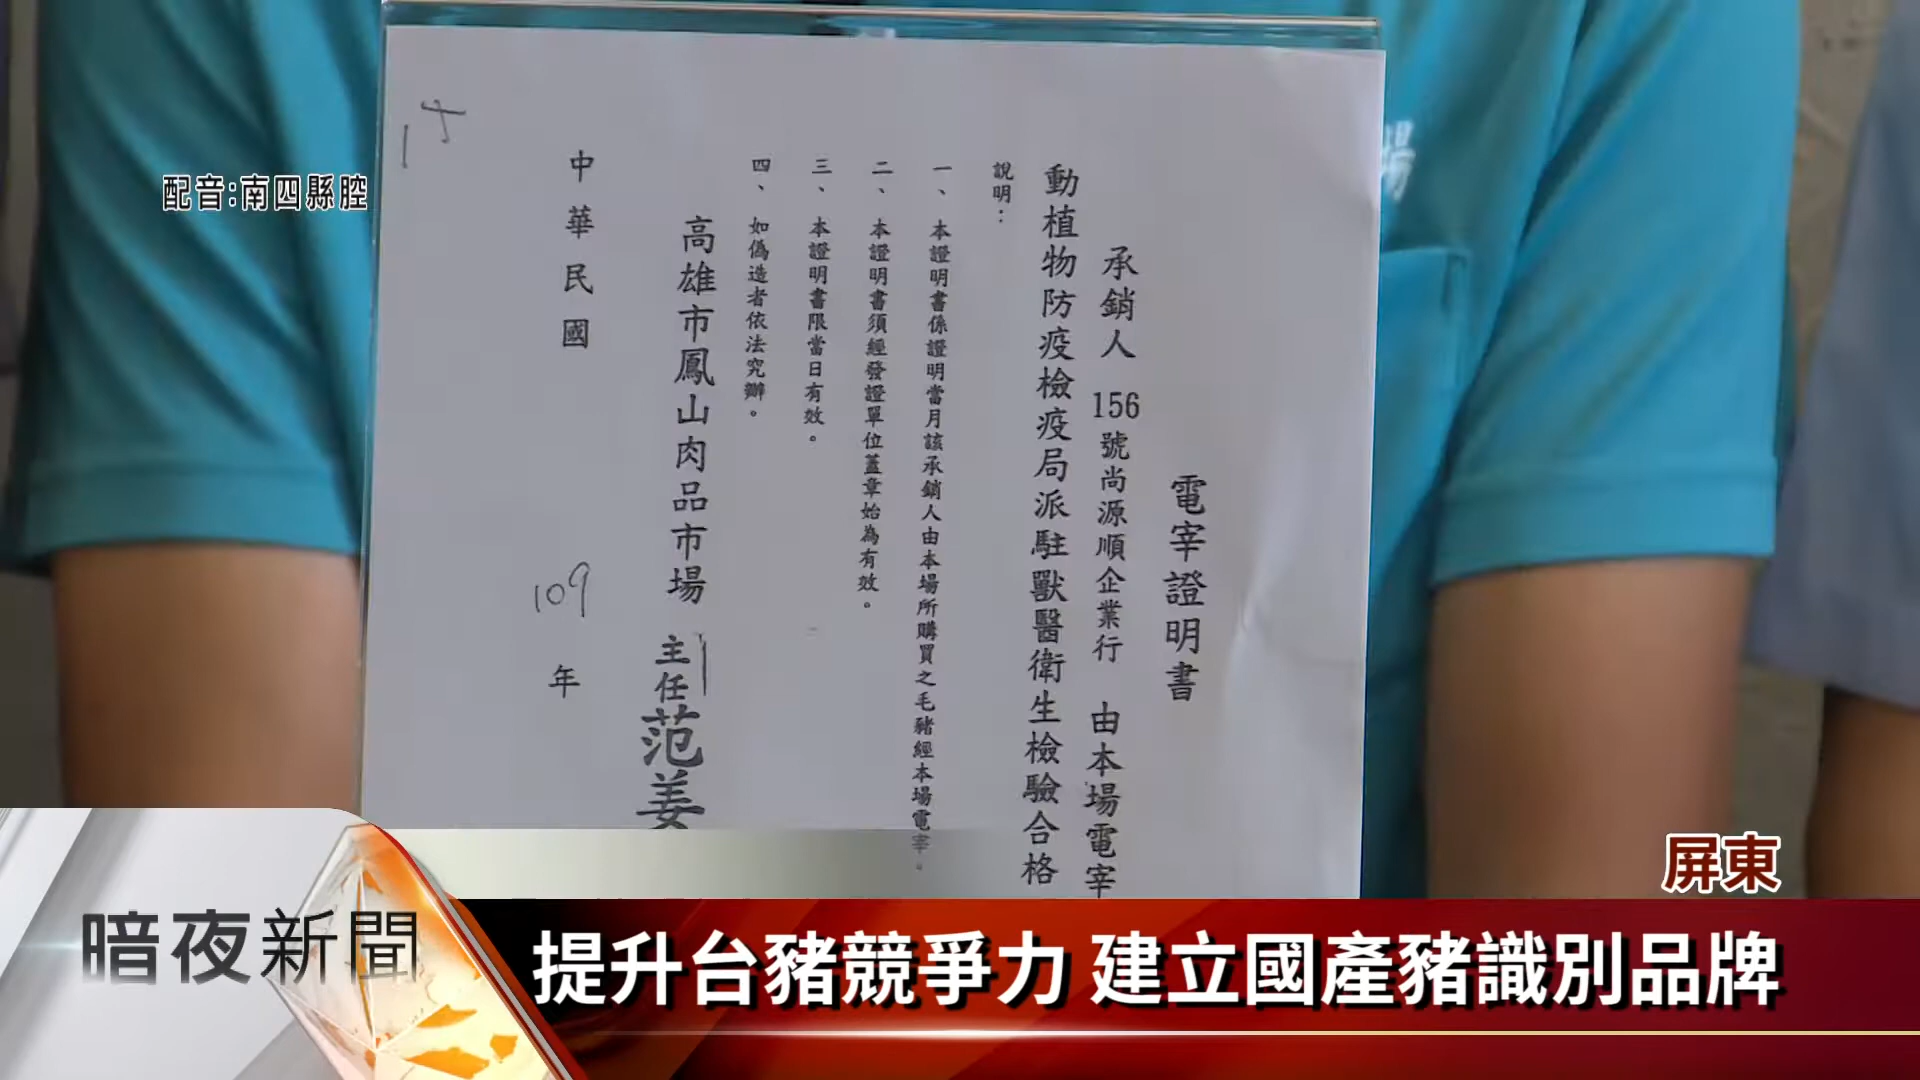 配音:南四縣腔
電宰證明書
承銷人 156 號尚源順企業行 由本場電宰
動植物防疫檢疫局派駐獸醫衛生檢驗合格
說明：
一、本證明書係證明當月該承銷人由本場所購買之毛豬經本場電宰。
二、本證明書須經發證單位蓋章始為有效。
三、本證明書限當日有效。
四、如偽造者依法究辦。
高雄市鳳山肉品市場 主任 范姜
中華民國 109 年
場
屏東
暗夜新聞
提升台豬競爭力 建立國產豬識別品牌